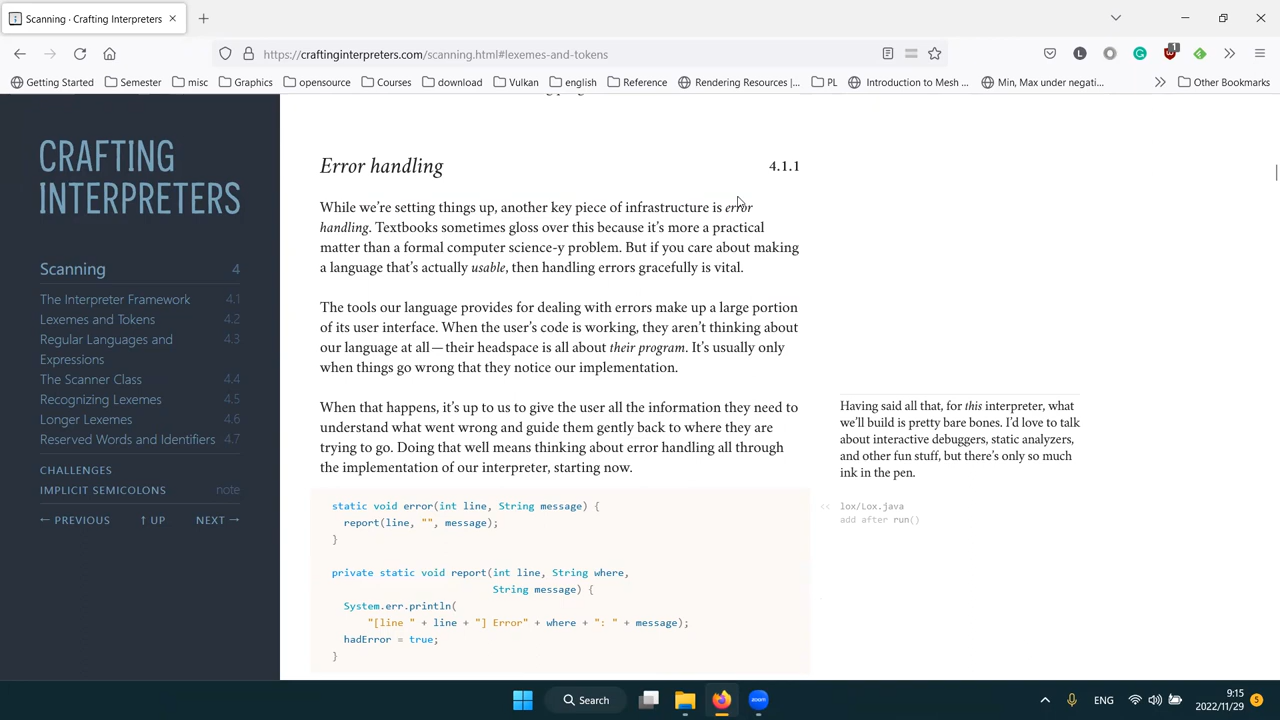 Scanning · Crafting Interpreters
https://craftinginterpreters.com/scanning.html#lexemes-and-tokens
L
1
Getting Started Semester misc Graphics opensource Courses download Vulkan english Reference Rendering Resources |... PL Introduction to Mesh ... Min, Max under negati... Other Bookmarks
CRAFTING
INTERPRETERS
Scanning 4
The Interpreter Framework 4.1
Lexemes and Tokens 4.2
Regular Languages and 4.3
Expressions
The Scanner Class 4.4
Recognizing Lexemes 4.5
Longer Lexemes 4.6
Reserved Words and Identifiers 4.7
CHALLENGES
IMPLICIT SEMICOLONS note
← PREVIOUS ↑ UP NEXT →
Error handling 4.1.1
While we're setting things up, another key piece of infrastructure is error
handling. Textbooks sometimes gloss over this because it's more a practical
matter than a formal computer science-y problem. But if you care about making
a language that's actually usable, then handling errors gracefully is vital.
The tools our language provides for dealing with errors make up a large portion
of its user interface. When the user's code is working, they aren't thinking about
our language at all—their headspace is all about their program. It's usually only
when things go wrong that they notice our implementation.
When that happens, it's up to us to give the user all the information they need to
understand what went wrong and guide them gently back to where they are
trying to go. Doing that well means thinking about error handling all through
the implementation of our interpreter, starting now.
Having said all that, for this interpreter, what
we'll build is pretty bare bones. I'd love to talk
about interactive debuggers, static analyzers,
and other fun stuff, but there's only so much
ink in the pen.
static void error(int line, String message) {
report(line, "", message);
}
private static void report(int line, String where,
String message) {
System.err.println(
"[line " + line + "] Error" + where + ": " + message);
hadError = true;
}
<< lox/Lox.java
add after run()
Search
ENG
9:15
2022/11/29
5